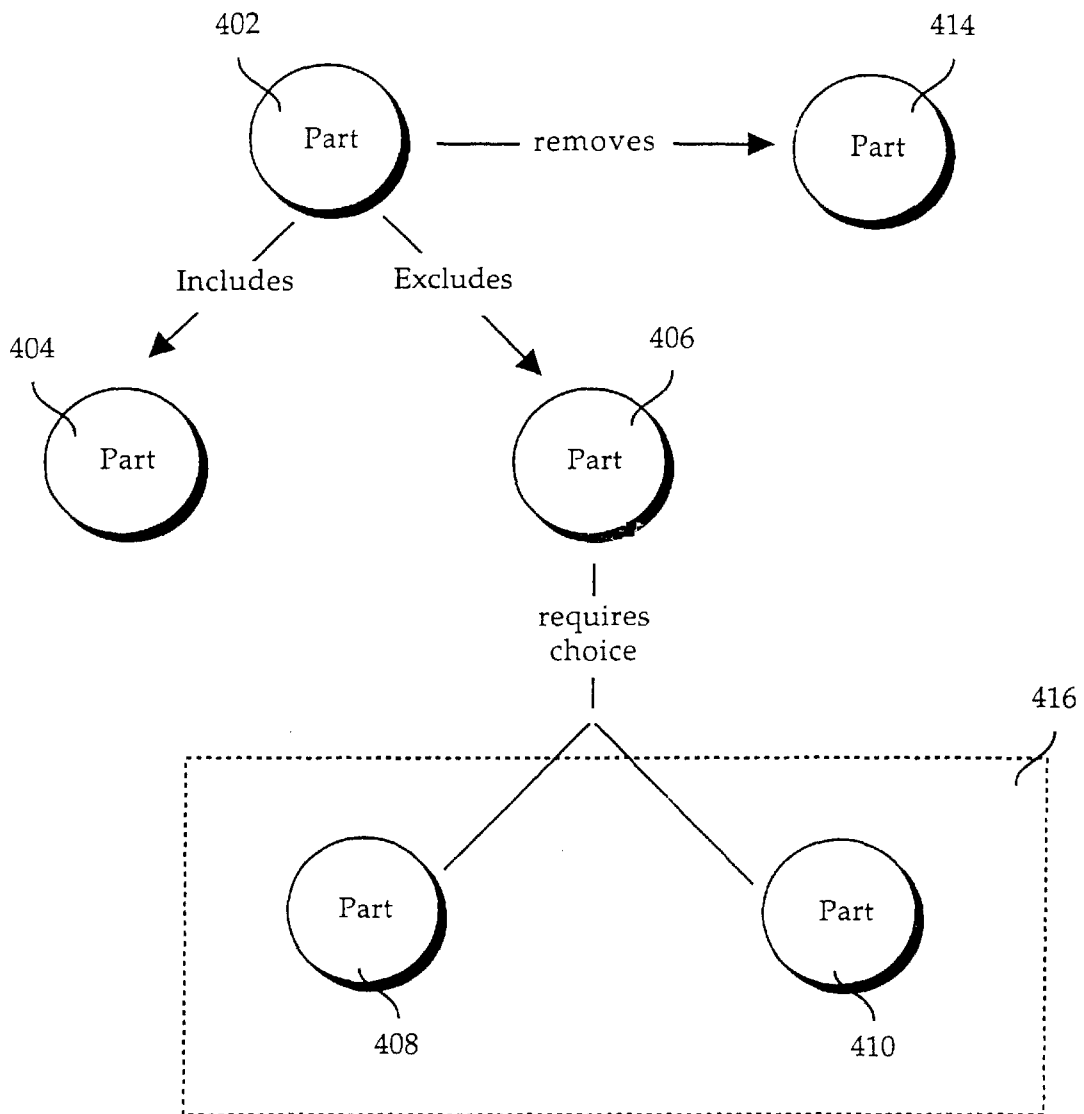 402
414
Part
removes
Part
Includes
Excludes
404
406
Part
Part
requires
choice
416
Part
Part
408
410